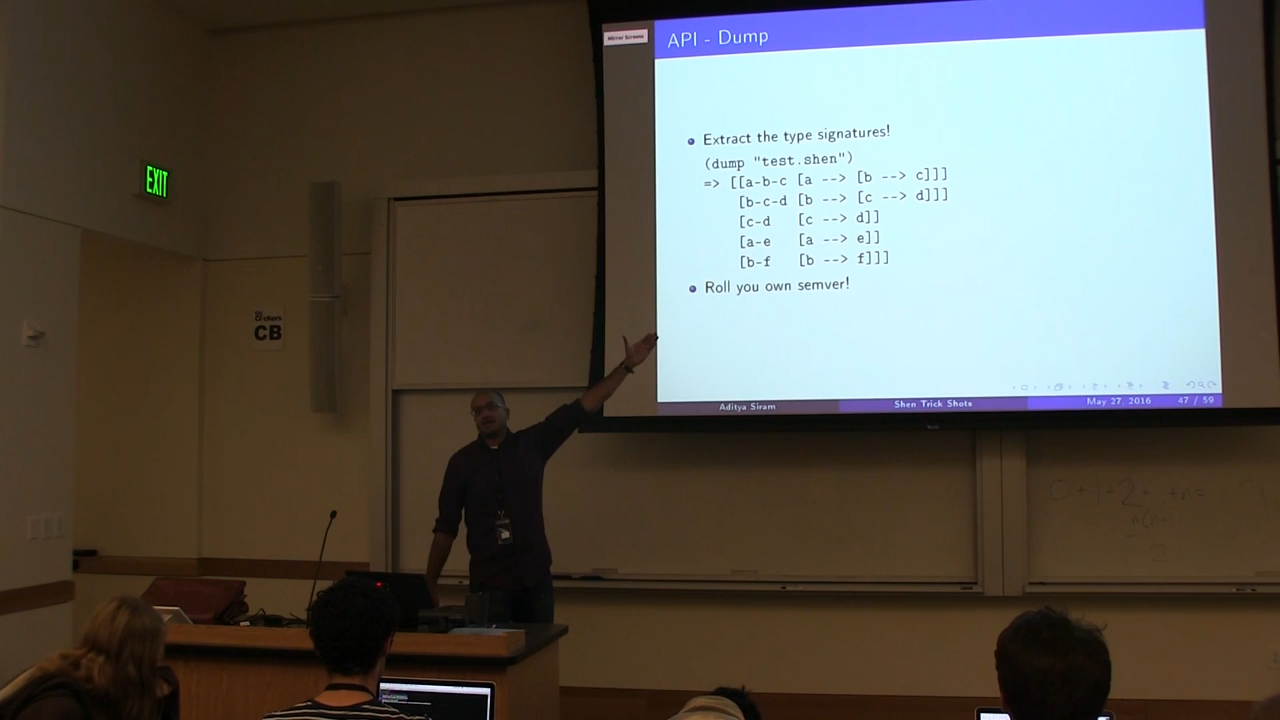 Mirror Screens
API - Dump
Extract the type signatures!
(dump "test.shen")
=> [[a-b-c [a --> [b --> c]]]
[b-c-d [b --> [c --> d]]]
[c-d [c --> d]]
[a-e [a --> e]]
[b-f [b --> f]]]
Roll you own semver!
Aditya Siram
Shen Trick Shots
May 27, 2016
47 / 59
EXIT
CB